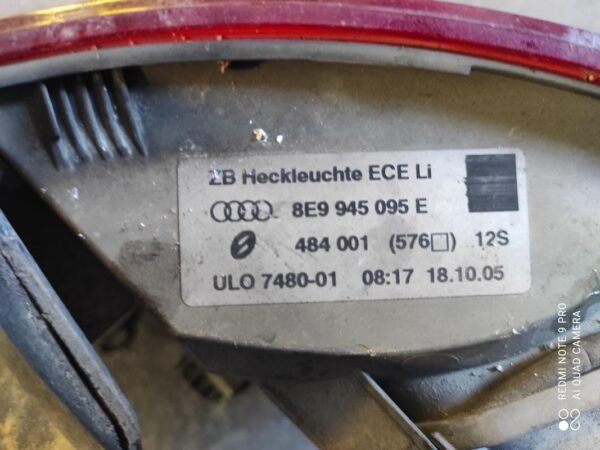 ZB Heckleuchte ECE Li
8E9 945 095 E
484 001 (576□) 12S
ULO 7480-01 08:17 18.10.05
REDMI NOTE 9 PRO
AI QUAD CAMERA